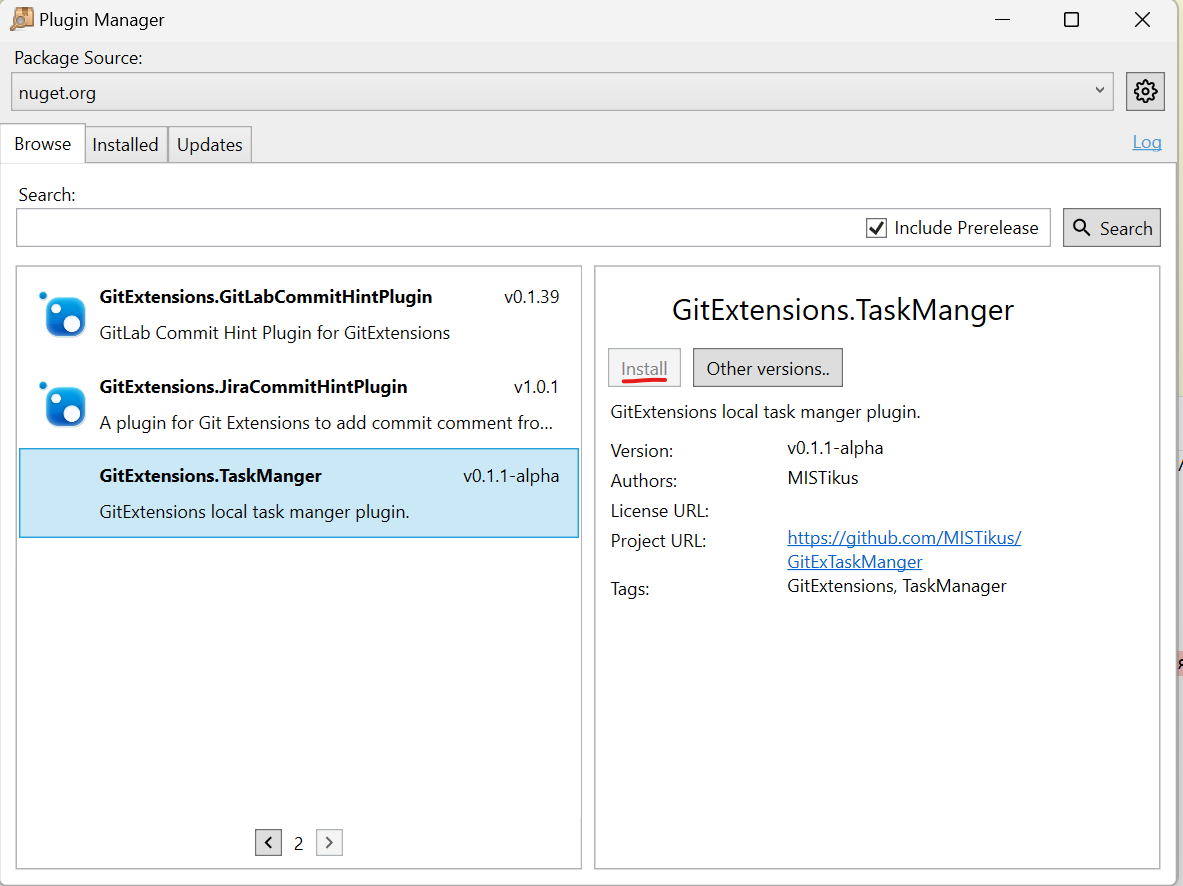 Plugin Manager
Package Source:
nuget.org
Browse
Installed
Updates
Log
Search:
Include Prerelease
Search
GitExtensions.GitLabCommitHintPlugin v0.1.39
GitLab Commit Hint Plugin for GitExtensions
GitExtensions.JiraCommitHintPlugin v1.0.1
A plugin for Git Extensions to add commit comment fro...
GitExtensions.TaskManger v0.1.1-alpha
GitExtensions local task manger plugin.
2
GitExtensions.TaskManger
Install
Other versions..
GitExtensions local task manger plugin.
Version: v0.1.1-alpha
Authors: MISTikus
License URL:
Project URL: https://github.com/MISTikus/
GitExTaskManger
Tags: GitExtensions, TaskManager